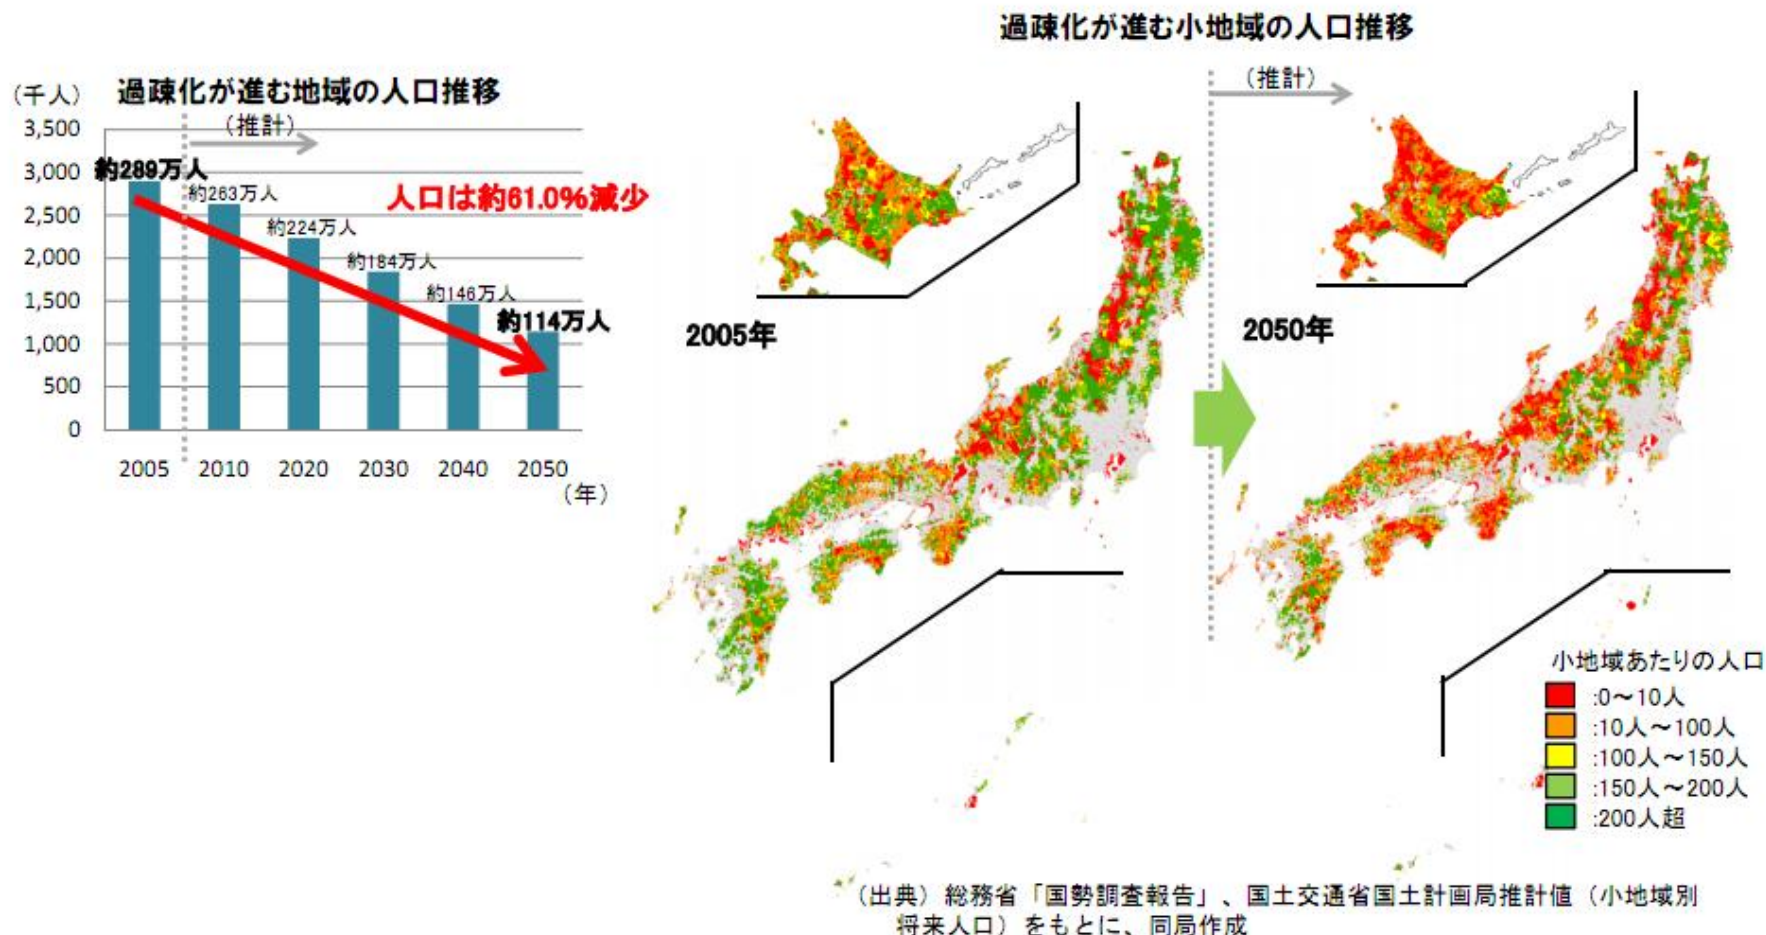 過疎化が進む小地域の人口推移
過疎化が進む地域の人口推移
(千人)
(推計)
3,500
3,000
2,500
2,000
1,500
1,000
500
0
約289万人
約263万人
約224万人
約184万人
約146万人
約114万人
人口は約61.0%減少
2005 2010 2020 2030 2040 2050
(年)
(推計)
2005年
2050年
小地域あたりの人口
:0～10人
:10人～100人
:100人～150人
:150人～200人
:200人超
(出典)総務省「国勢調査報告」、国土交通省国土計画局推計値(小地域別
将来人口)をもとに、同局作成